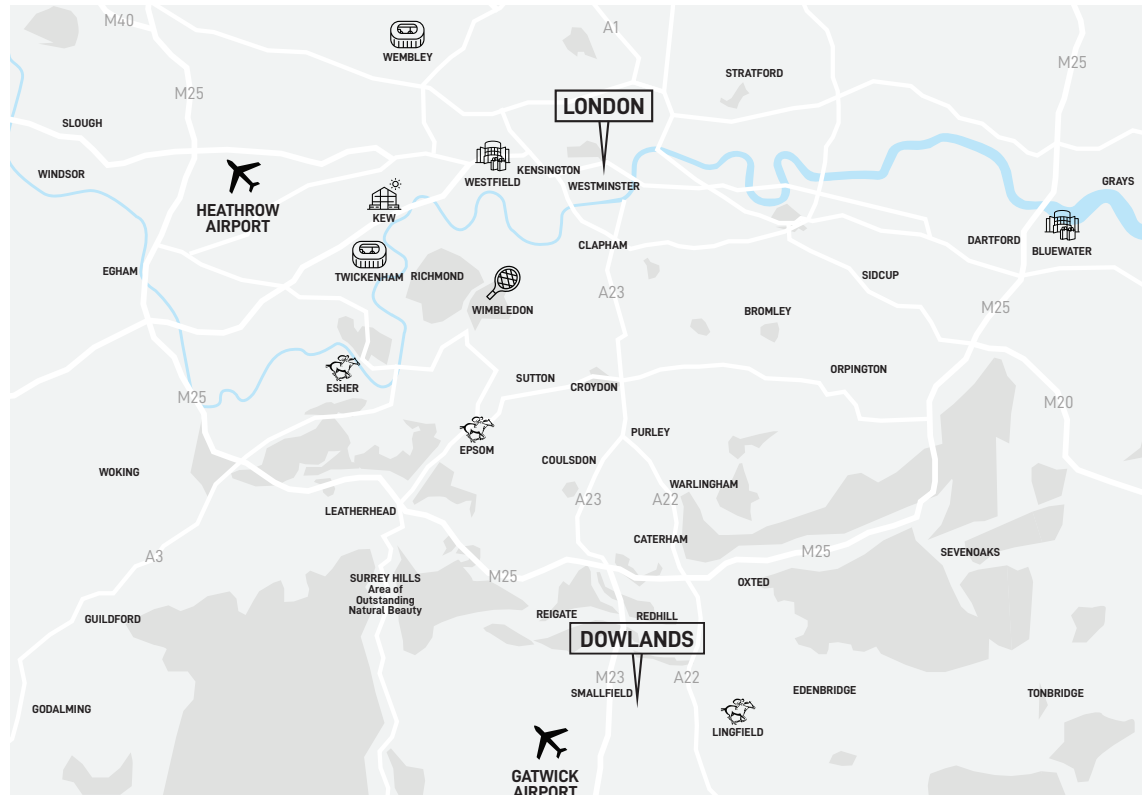 M40
A1
WEMBLEY
M25
STRATFORD
M25
LONDON
SLOUGH
WINDSOR
KENSINGTON
WESTFIELD
WESTMINSTER
GRAYS
HEATHROW
AIRPORT
KEW
DARTFORD
BLUEWATER
CLAPHAM
EGHAM
TWICKENHAM
RICHMOND
SIDCUP
A23
WIMBLEDON
BROMLEY
M25
ORPINGTON
SUTTON
CROYDON
ESHER
M25
M20
PURLEY
EPSOM
COULSDON
WOKING
WARLINGHAM
A23
A22
LEATHERHEAD
CATERHAM
M25
SEVENOAKS
A3
SURREY HILLS
Area of
Outstanding
Natural Beauty
M25
OXTED
REIGATE
REDHILL
GUILDFORD
DOWLANDS
M23
A22
SMALLFIELD
EDENBRIDGE
TONBRIDGE
GODALMING
LINGFIELD
GATWICK
AIRPORT